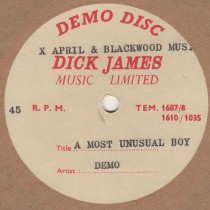 DEMO DISC
X APRIL & BLACKWOOD MUSI
DICK JAMES
MUSIC LIMITED
45 R. P. M. TEM. 1687/8
1610/1035
Title: A MOST UNUSUAL BOY
DEMO
Artist: